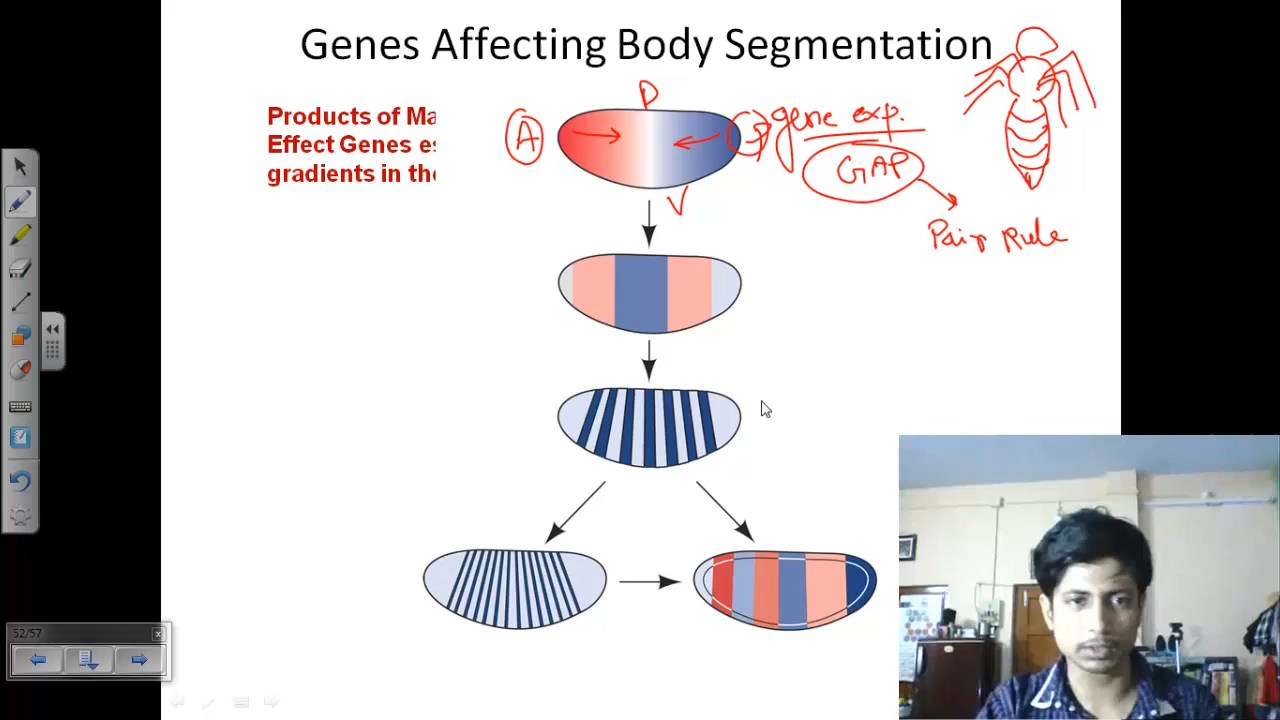 Genes Affecting Body Segmentation
Products of Ma
Effect Genes es
gradients in the
D
A
V
gene exp.
GAP
Pair Rule
52/57